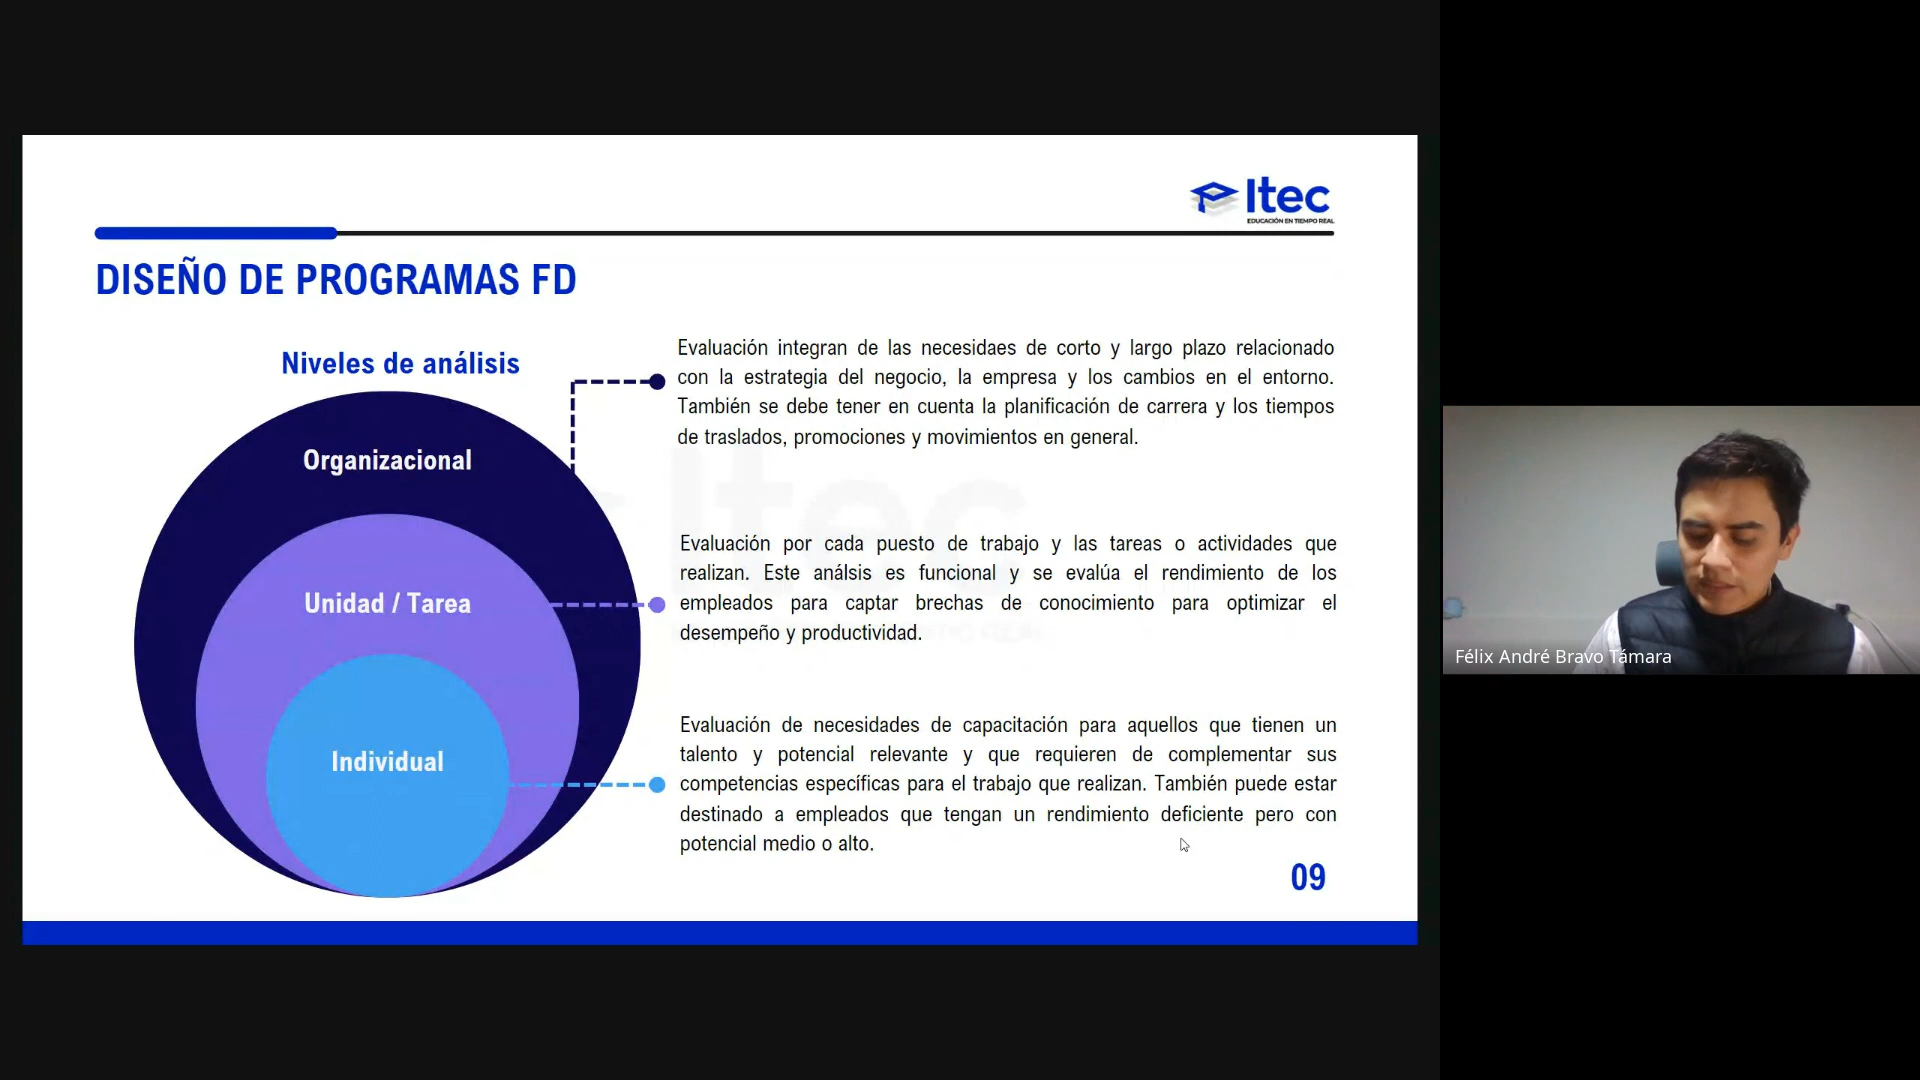 Itec
EDUCACIÓN EN TIEMPO REAL
DISEÑO DE PROGRAMAS FD
Niveles de análisis
Organizacional
Unidad / Tarea
Individual
Evaluación integran de las necesidaes de corto y largo plazo relacionado
con la estrategia del negocio, la empresa y los cambios en el entorno.
También se debe tener en cuenta la planificación de carrera y los tiempos
de traslados, promociones y movimientos en general.
Evaluación por cada puesto de trabajo y las tareas o actividades que
realizan. Este análsis es funcional y se evalúa el rendimiento de los
empleados para captar brechas de conocimiento para optimizar el
desempeño y productividad.
Evaluación de necesidades de capacitación para aquellos que tienen un
talento y potencial relevante y que requieren de complementar sus
competencias específicas para el trabajo que realizan. También puede estar
destinado a empleados que tengan un rendimiento deficiente pero con
potencial medio o alto.
09
Félix André Bravo Támara